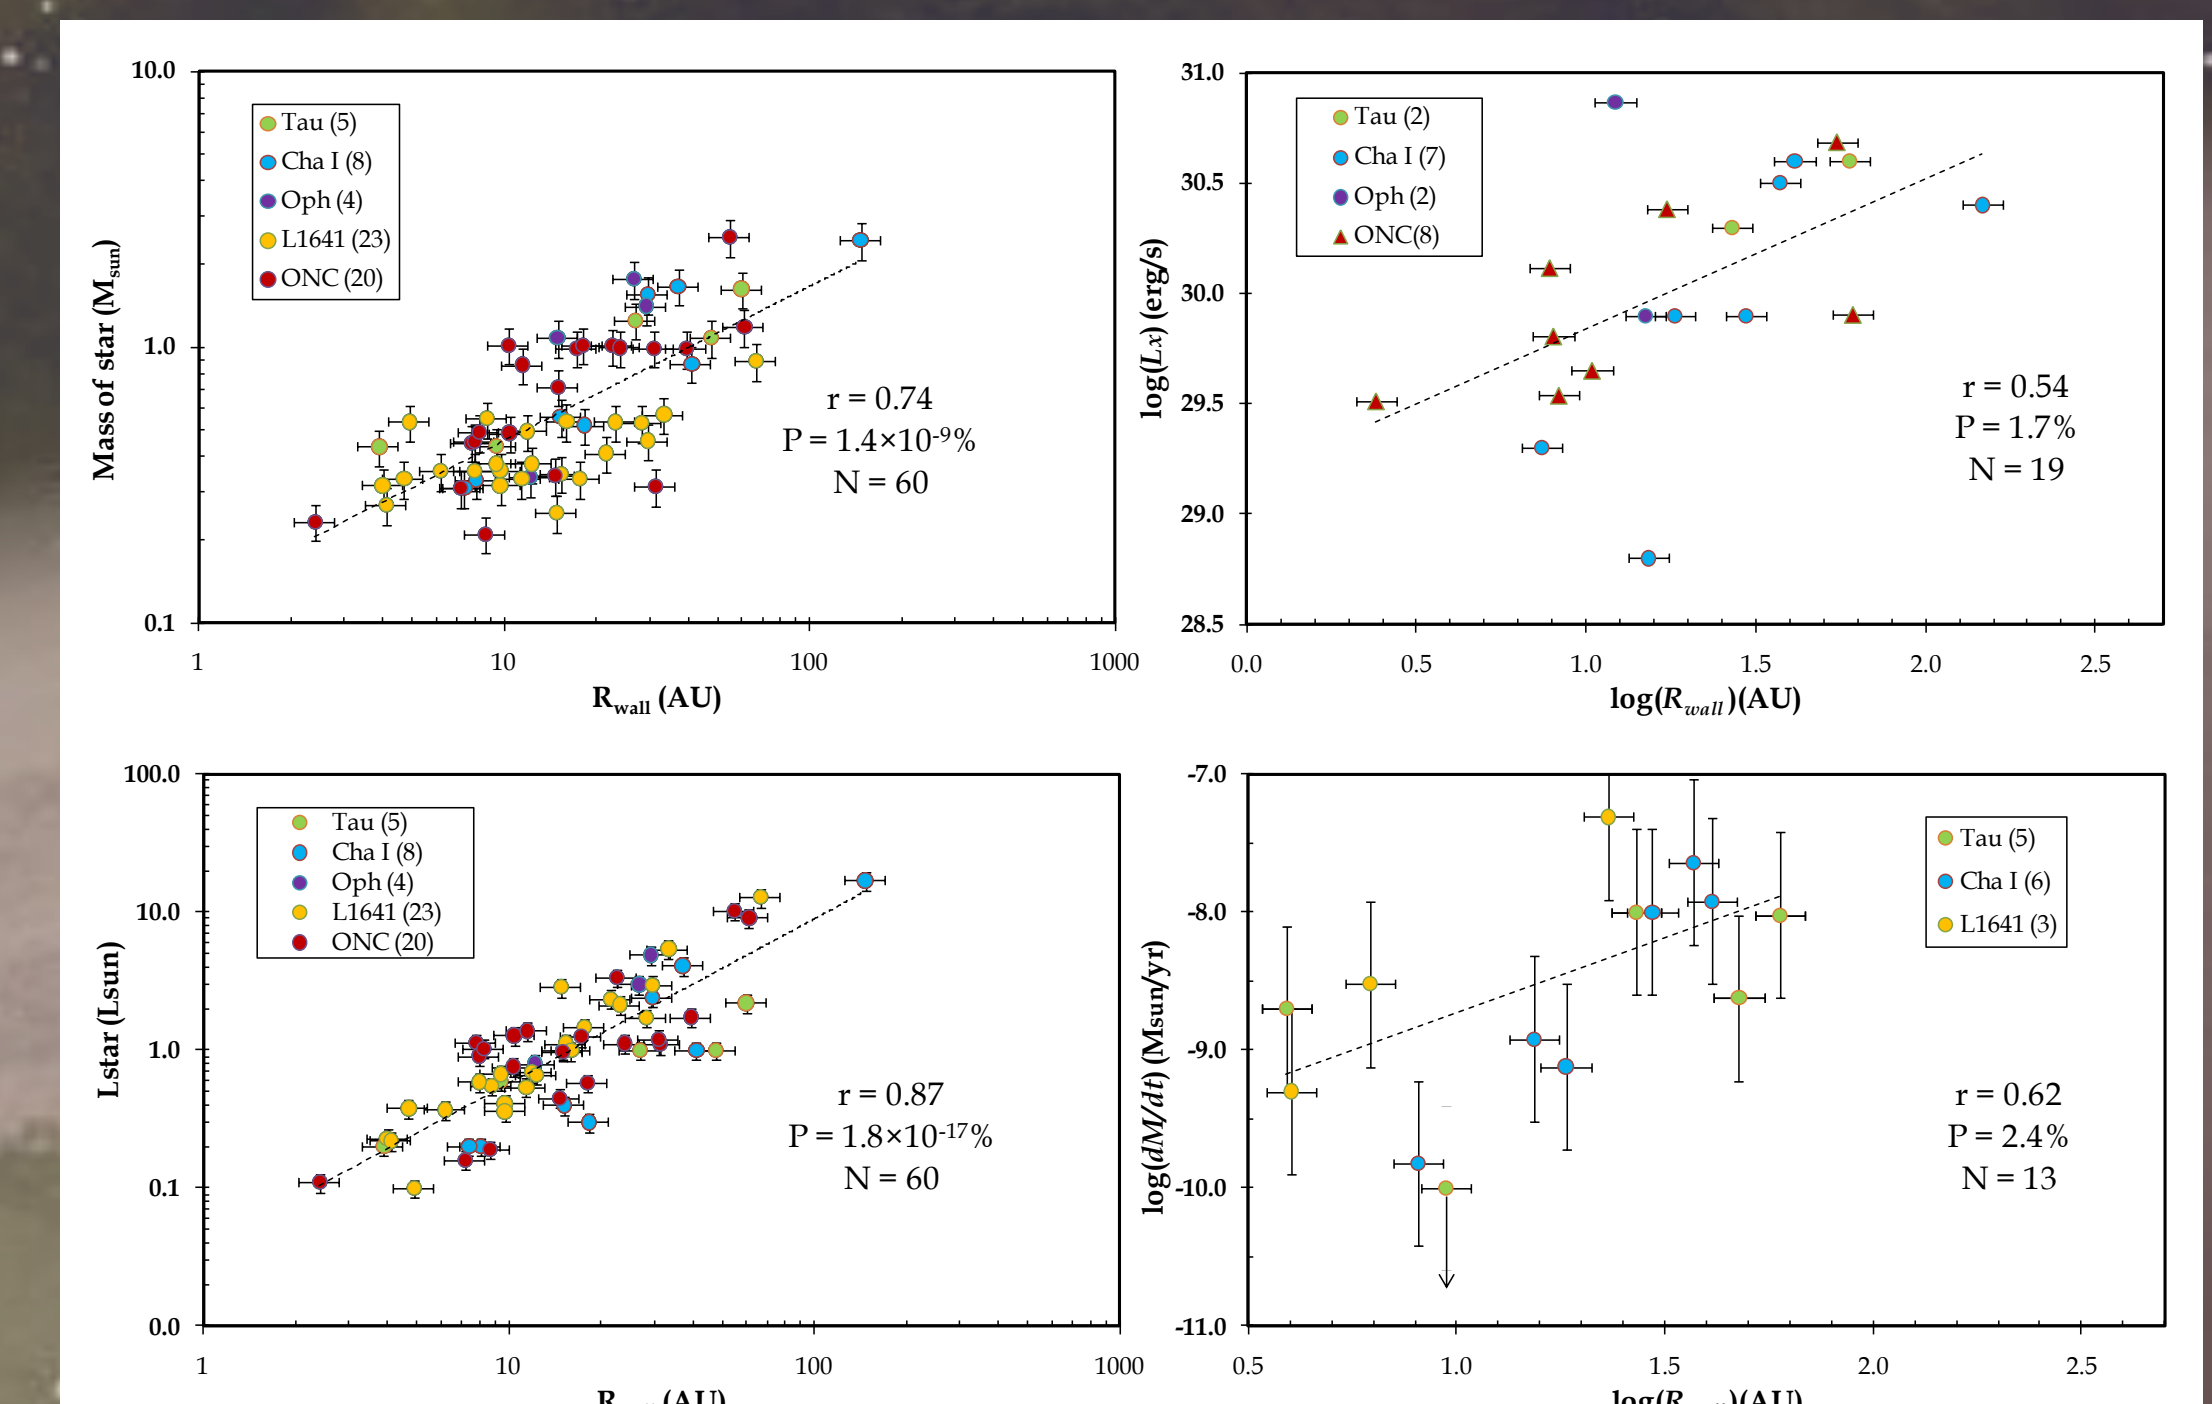 10.0
1.0
0.1
Mass of star (Msun)
Tau (5)
Cha I (8)
Oph (4)
L1641 (23)
ONC (20)
r = 0.74
P = 1.4×10-9%
N = 60
1 10 100 1000
Rwall (AU)
31.0
30.5
30.0
29.5
29.0
28.5
log(Lx) (erg/s)
Tau (2)
Cha I (7)
Oph (2)
ONC(8)
r = 0.54
P = 1.7%
N = 19
0.0 0.5 1.0 1.5 2.0 2.5
log(Rwall)(AU)
100.0
10.0
1.0
0.1
0.0
Lstar (Lsun)
Tau (5)
Cha I (8)
Oph (4)
L1641 (23)
ONC (20)
r = 0.87
P = 1.8×10-17%
N = 60
1 10 100 1000
(AU)
-7.0
-8.0
-9.0
-10.0
-11.0
log(dM/dt) (Msun/yr)
Tau (5)
Cha I (6)
L1641 (3)
r = 0.62
P = 2.4%
N = 13
0.5 1.0 1.5 2.0 2.5
(AU)